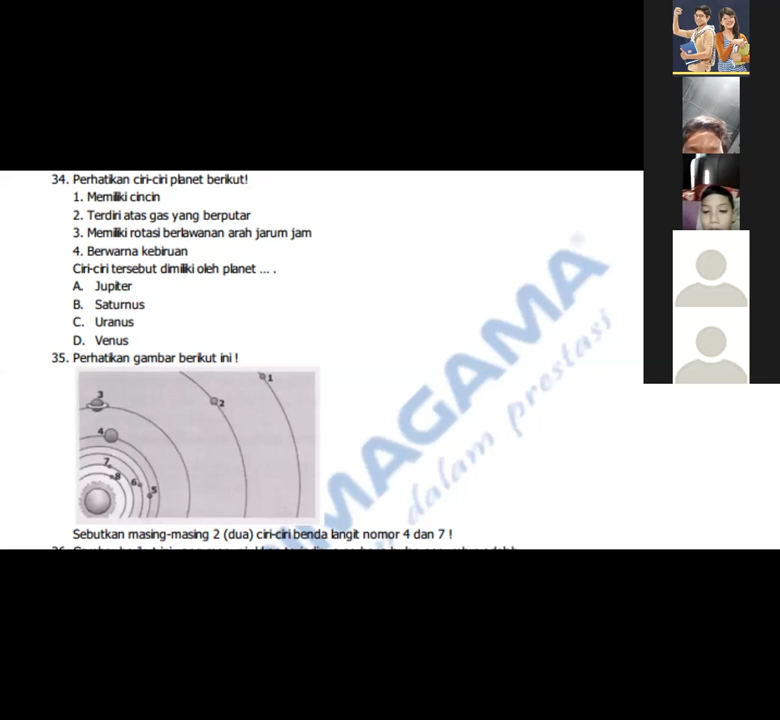 34. Perhatikan ciri-ciri planet berikut!
1. Memiliki cincin
2. Terdiri atas gas yang berputar
3. Memiliki rotasi berlawanan arah jarum jam
4. Berwarna kebiruan
Ciri-ciri tersebut dimiliki oleh planet ... .
A. Jupiter
B. Saturnus
C. Uranus
D. Venus
35. Perhatikan gambar berikut ini !
1
2
3
4
7
8
6
5
Sebutkan masing-masing 2 (dua) ciri-ciri benda langit nomor 4 dan 7 !
IMAGAMA
dalam prestasi